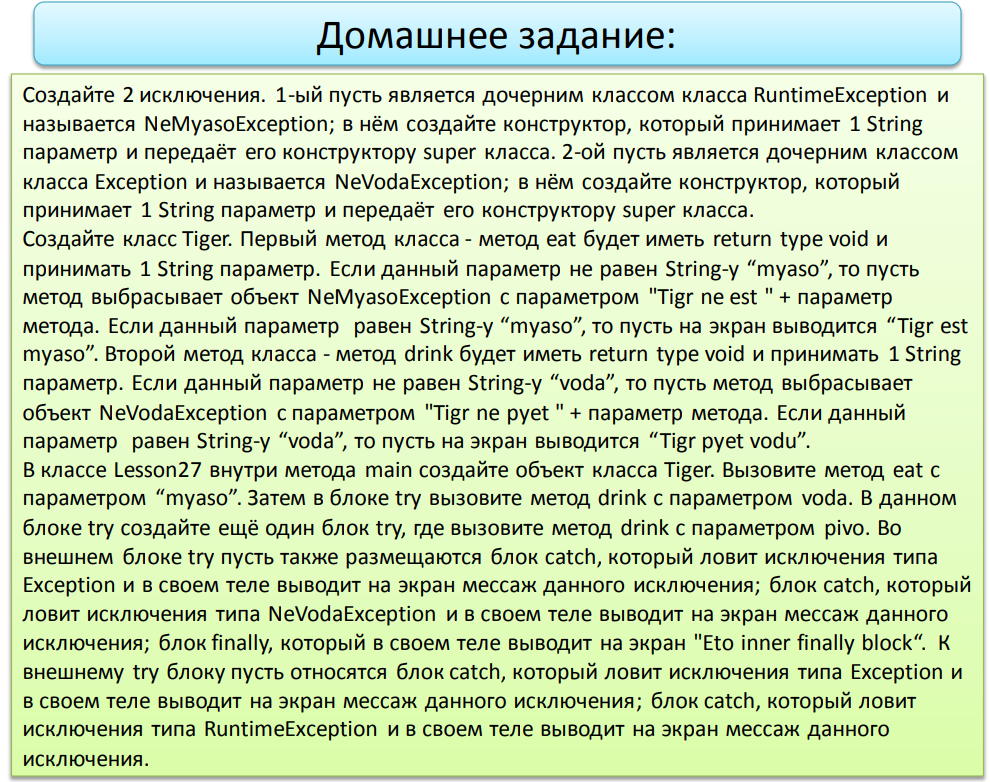 Домашнее задание:
Создайте 2 исключения. 1-ый пусть является дочерним классом класса RuntimeException и
называется NeMyasoException; в нём создайте конструктор, который принимает 1 String
параметр и передаёт его конструктору super класса. 2-ой пусть является дочерним классом
класса Exception и называется NeVodaException; в нём создайте конструктор, который
принимает 1 String параметр и передаёт его конструктору super класса.
Создайте класс Tiger. Первый метод класса - метод eat будет иметь return type void и
принимать 1 String параметр. Если данный параметр не равен String-у “myaso”, то пусть
метод выбрасывает объект NeMyasoException с параметром "Tigr ne est " + параметр
метода. Если данный параметр равен String-у “myaso”, то пусть на экран выводится “Tigr est
myaso”. Второй метод класса - метод drink будет иметь return type void и принимать 1 String
параметр. Если данный параметр не равен String-у “voda”, то пусть метод выбрасывает
объект NeVodaException с параметром "Tigr ne pyet " + параметр метода. Если данный
параметр равен String-у “voda”, то пусть на экран выводится “Tigr pyet vodu”.
В классе Lesson27 внутри метода main создайте объект класса Tiger. Вызовите метод eat с
параметром “myaso”. Затем в блоке try вызовите метод drink с параметром voda. В данном
блоке try создайте ещё один блок try, где вызовите метод drink с параметром pivo. Во
внешнем блоке try пусть также размещаются блок catch, который ловит исключения типа
Exception и в своем теле выводит на экран мессаж данного исключения; блок catch, который
ловит исключения типа NeVodaException и в своем теле выводит на экран мессаж данного
исключения; блок finally, который в своем теле выводит на экран "Eto inner finally block“. К
внешнему try блоку пусть относятся блок catch, который ловит исключения типа Exception и
в своем теле выводит на экран мессаж данного исключения; блок catch, который ловит
исключения типа RuntimeException и в своем теле выводит на экран мессаж данного
исключения.